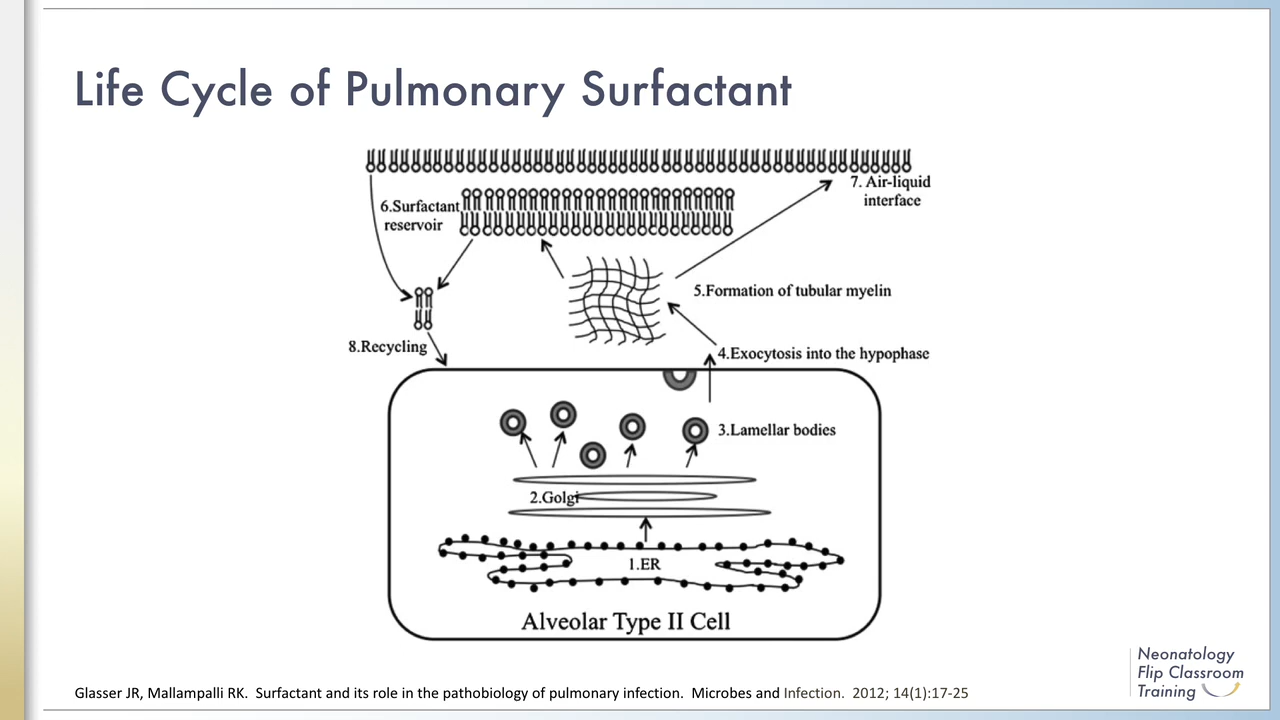 Life Cycle of Pulmonary Surfactant
7. Air-liquid
interface
6.Surfactant
reservoir
5.Formation of tubular myelin
8.Recycling
4.Exocytosis into the hypophase
3.Lamellar bodies
2.Golgi
1.ER
Alveolar Type II Cell
Neonatology
Flip Classroom
Training
Glasser JR, Mallampalli RK. Surfactant and its role in the pathobiology of pulmonary infection. Microbes and Infection. 2012; 14(1):17-25